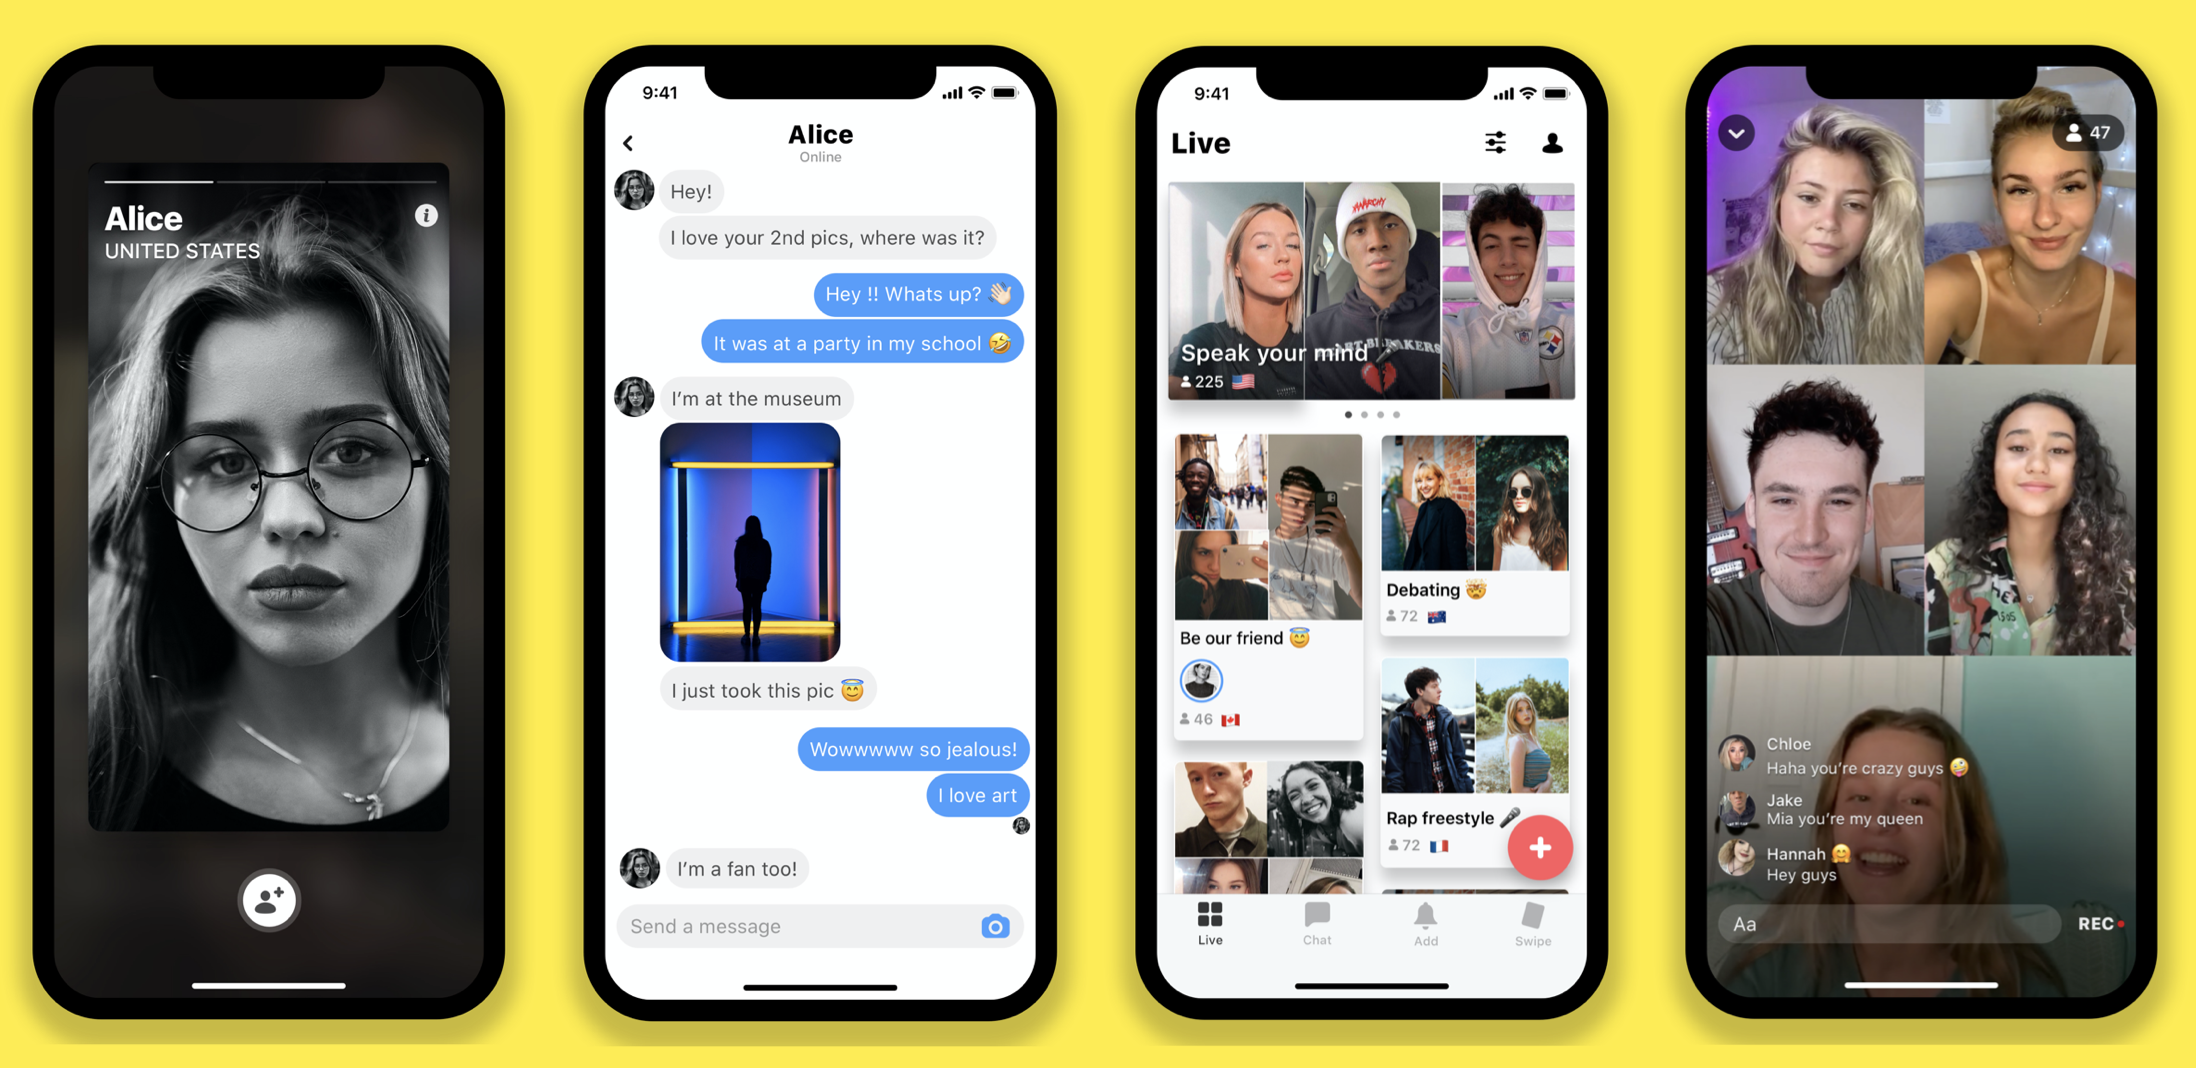 Alice
UNITED STATES
9:41
Alice
Online
Hey!
I love your 2nd pics, where was it?
Hey !! Whats up? 👋🏻
It was at a party in my school 🤣
I'm at the museum
I just took this pic 😇
Wowwwww so jealous!
I love art
I'm a fan too!
Send a message
9:41
Live
XANARCHY
Speak your mind 🎤
225 🇺🇸
Be our friend 😇
46 🇨🇦
Debating 🤯
72 🇦🇺
Rap freestyle 🎤
72 🇫🇷
Live
Chat
Add
Swipe
47
Chloe
Haha you're crazy guys 🤪
Jake
Mia you're my queen
Hannah 🤗
Hey guys
Aa
REC